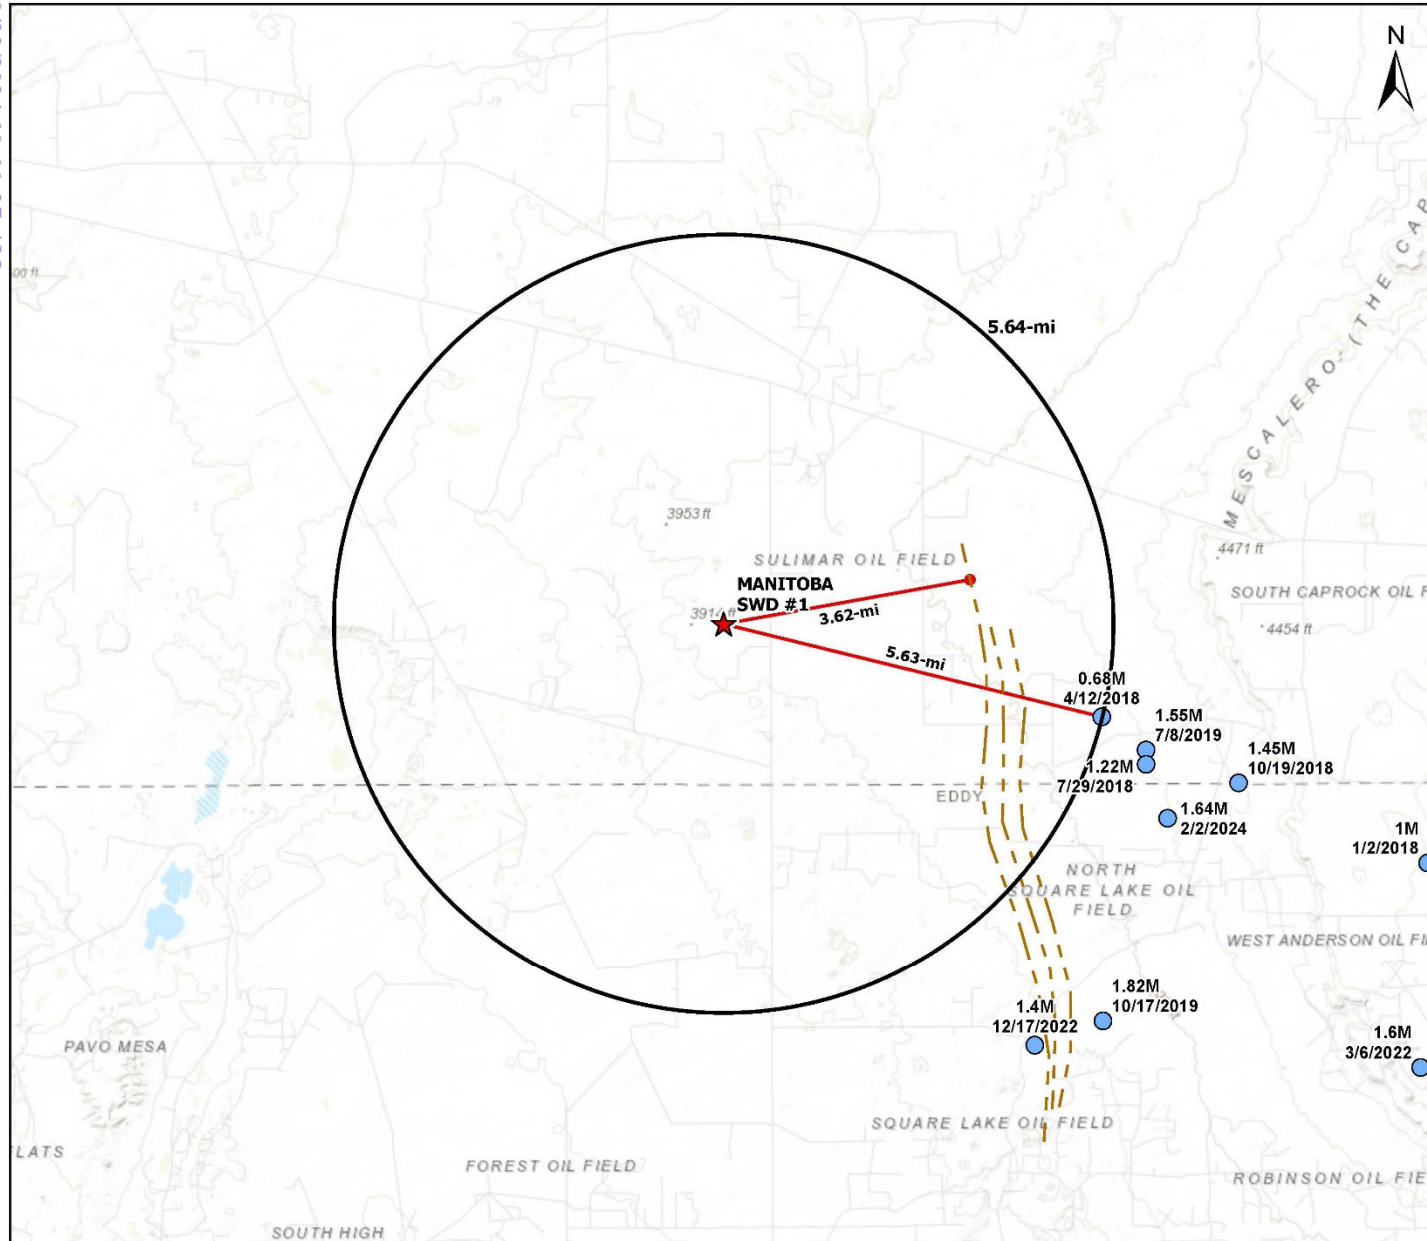 N
5.64-mi
MESCALERO (THE CAP
00 ft
3953 ft
SULIMAR OIL FIELD
4471 ft
MANITOBA
SWD #1
SOUTH CAPROCK OIL F
3914 ft
3.62-mi
4454 ft
5.63-mi
0.68M
4/12/2018
1.55M
7/8/2019
1.22M
7/29/2018
1.45M
10/19/2018
EDDY
1.64M
2/2/2024
1M
1/2/2018
NORTH
SQUARE LAKE OIL
FIELD
WEST ANDERSON OIL FI
1.82M
10/17/2019
1.4M
12/17/2022
PAVO MESA
1.6M
3/6/2022
SQUARE LAKE OIL FIELD
LATS
FOREST OIL FIELD
ROBINSON OIL FIE
SOUTH HIGH